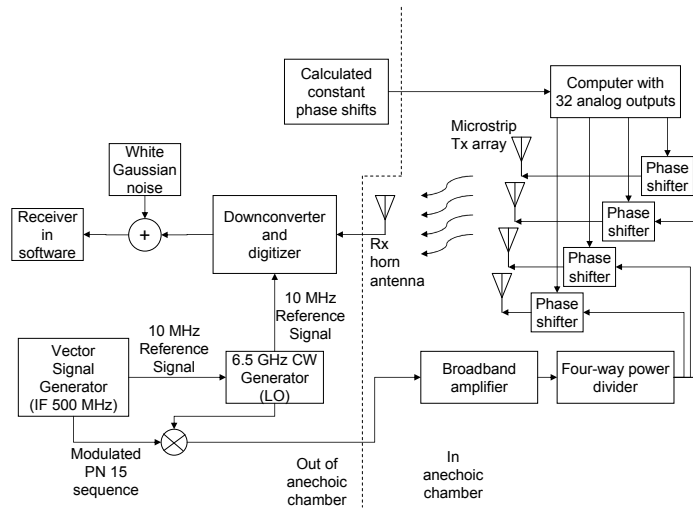 Calculated
constant
phase shifts
Computer with
32 analog outputs
Microstrip
Tx array
Phase
shifter
Phase
shifter
Phase
shifter
Phase
shifter
White
Gaussian
noise
Receiver
in
software
+
Downconverter
and
digitizer
Rx
horn
antenna
10 MHz
Reference
Signal
10 MHz
Reference
Signal
Vector
Signal
Generator
(IF 500 MHz)
6.5 GHz CW
Generator
(LO)
Broadband
amplifier
Four-way power
divider
Modulated
PN 15
sequence
Out of
anechoic
chamber
In
anechoic
chamber